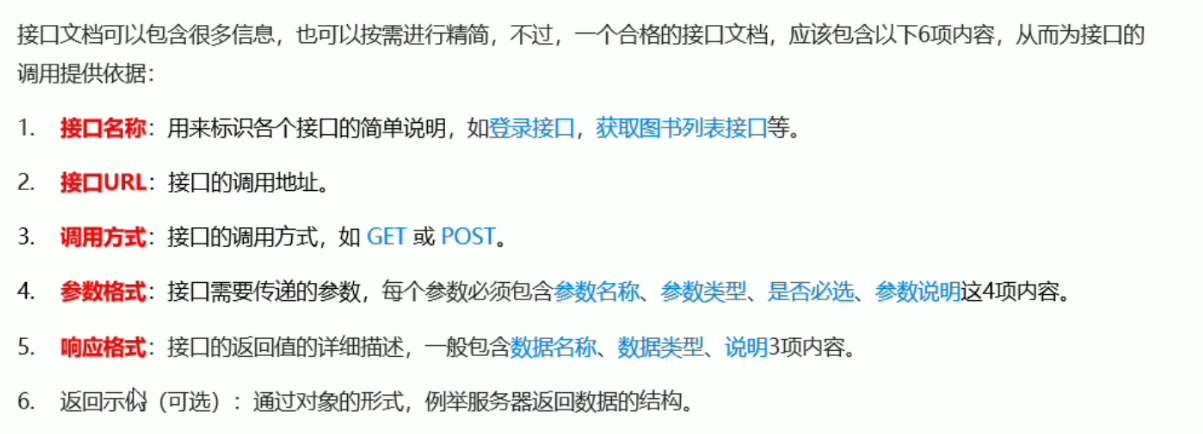 接口文档可以包含很多信息，也可以按需进行精简，不过，一个合格的接口文档，应该包含以下6项内容，从而为接口的
调用提供依据：
1. 接口名称：用来标识各个接口的简单说明，如登录接口，获取图书列表接口等。
2. 接口URL：接口的调用地址。
3. 调用方式：接口的调用方式，如 GET 或 POST。
4. 参数格式：接口需要传递的参数，每个参数必须包含参数名称、参数类型、是否必选、参数说明这4项内容。
5. 响应格式：接口的返回值的详细描述，一般包含数据名称、数据类型、说明3项内容。
6. 返回示例（可选）：通过对象的形式，例举服务器返回数据的结构。